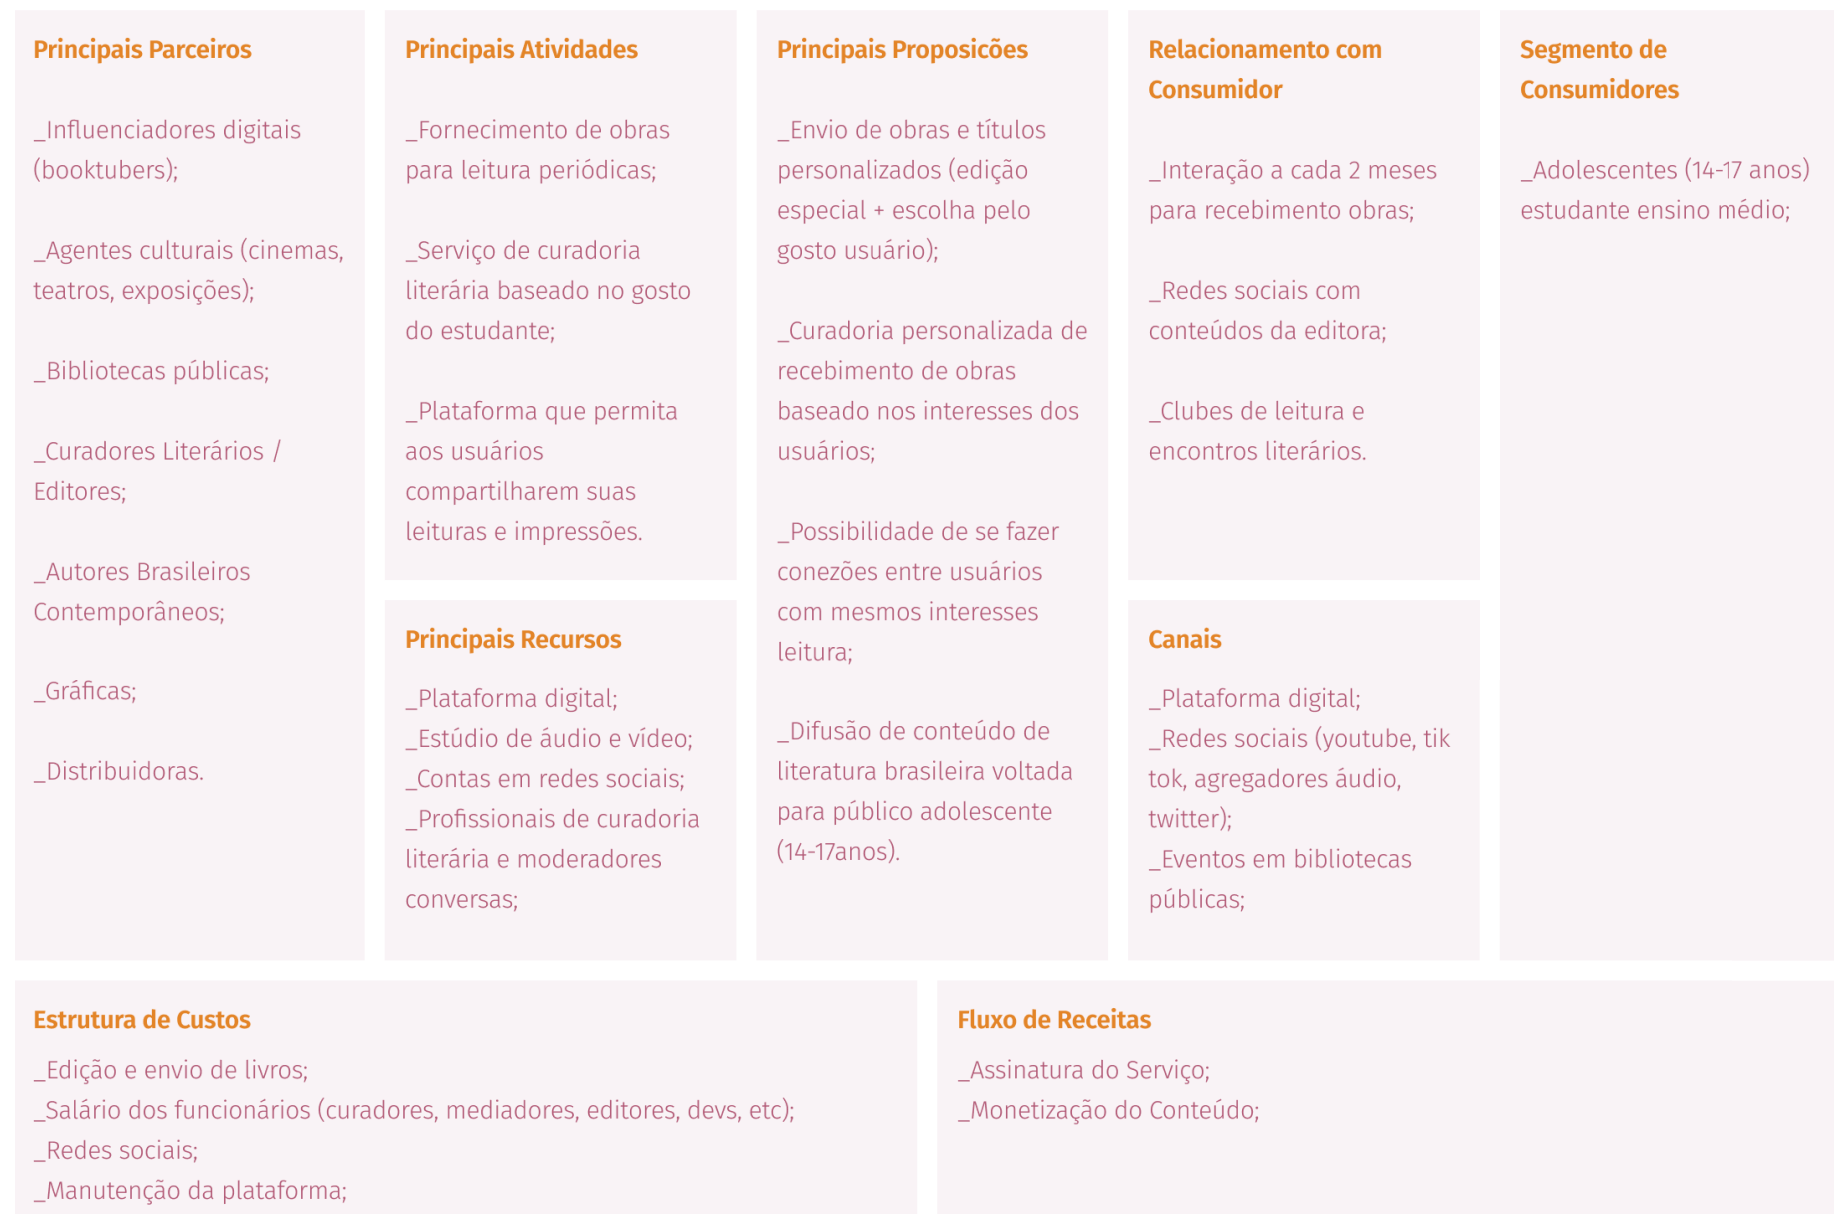 Principais Parceiros
_Influenciadores digitais
(booktubers);
_Agentes culturais (cinemas,
teatros, exposições);
_Bibliotecas públicas;
_Curadores Literários /
Editores;
_Autores Brasileiros
Contemporâneos;
_Gráficas;
_Distribuidoras.
Principais Atividades
_Fornecimento de obras
para leitura periódicas;
_Serviço de curadoria
literária baseado no gosto
do estudante;
_Plataforma que permita
aos usuários
compartilharem suas
leituras e impressões.
Principais Recursos
_Plataforma digital;
_Estúdio de áudio e vídeo;
_Contas em redes sociais;
_Profissionais de curadoria
literária e moderadores
conversas;
Principais Proposicões
_Envio de obras e títulos
personalizados (edição
especial + escolha pelo
gosto usuário);
_Curadoria personalizada de
recebimento de obras
baseado nos interesses dos
usuários;
_Possibilidade de se fazer
conezões entre usuários
com mesmos interesses
leitura;
_Difusão de conteúdo de
literatura brasileira voltada
para público adolescente
(14-17anos).
Relacionamento com
Consumidor
_Interação a cada 2 meses
para recebimento obras;
_Redes sociais com
conteúdos da editora;
_Clubes de leitura e
encontros literários.
Canais
_Plataforma digital;
_Redes sociais (youtube, tik
tok, agregadores áudio,
twitter);
_Eventos em bibliotecas
públicas;
Segmento de
Consumidores
_Adolescentes (14-17 anos)
estudante ensino médio;
Estrutura de Custos
_Edição e envio de livros;
_Salário dos funcionários (curadores, mediadores, editores, devs, etc);
_Redes sociais;
_Manutenção da plataforma;
Fluxo de Receitas
_Assinatura do Serviço;
_Monetização do Conteúdo;